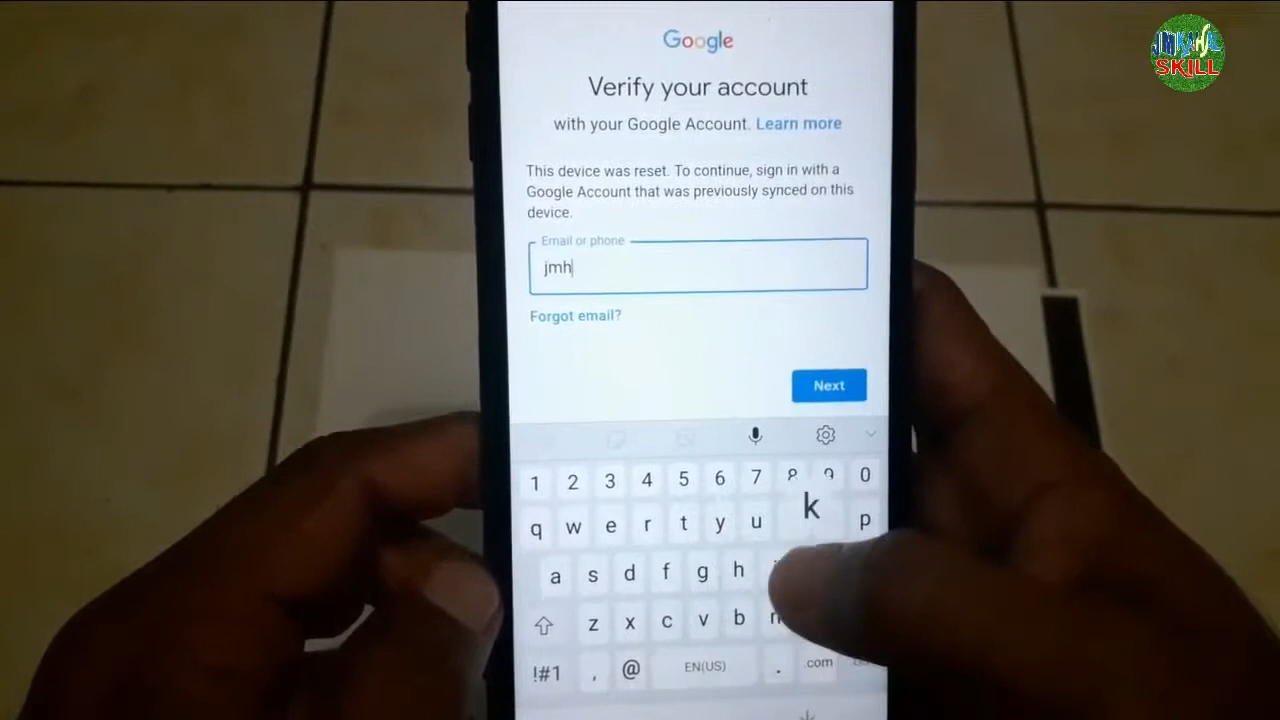 Google
SKILL
Verify your account
with your Google Account. Learn more
This device was reset. To continue, sign in with a
Google Account that was previously synced on this
device.
Email or phone
jmh
Forgot email?
Next
1 2 3 4 5 6 7 8 9 0
k
q w e r t y u p
a s d f g h
z x c v b n
!#1 , @ EN(US) . .com